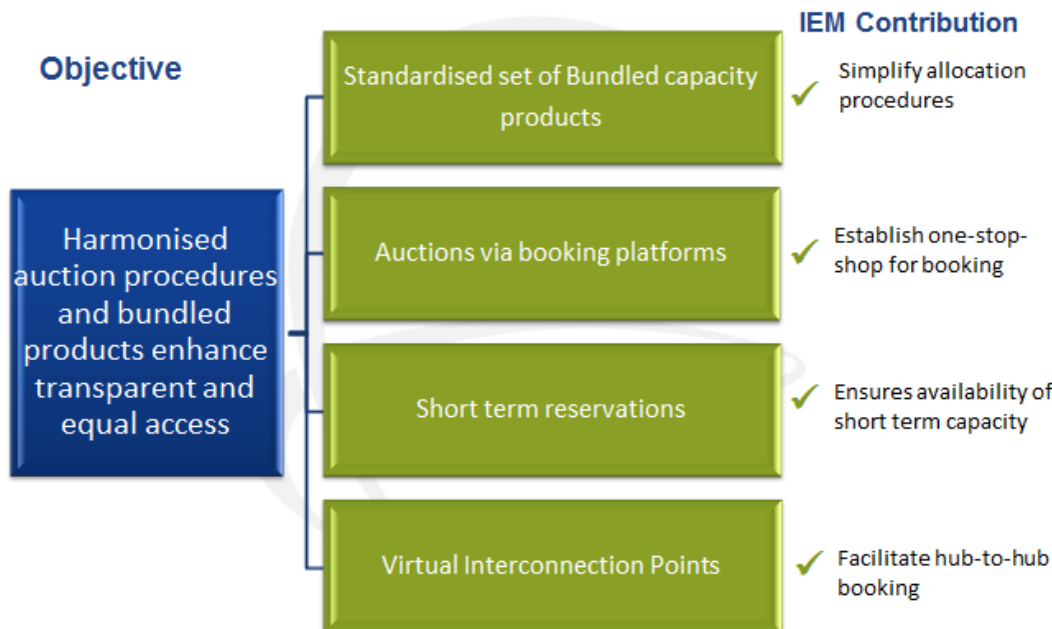 IEM Contribution
Objective
Harmonised
auction procedures
and bundled
products enhance
transparent and
equal access
Standardised set of Bundled capacity
products
Simplify allocation
procedures
Auctions via booking platforms
Establish one-stop-
shop for booking
Short term reservations
Ensures availability of
short term capacity
Virtual Interconnection Points
Facilitate hub-to-hub
booking